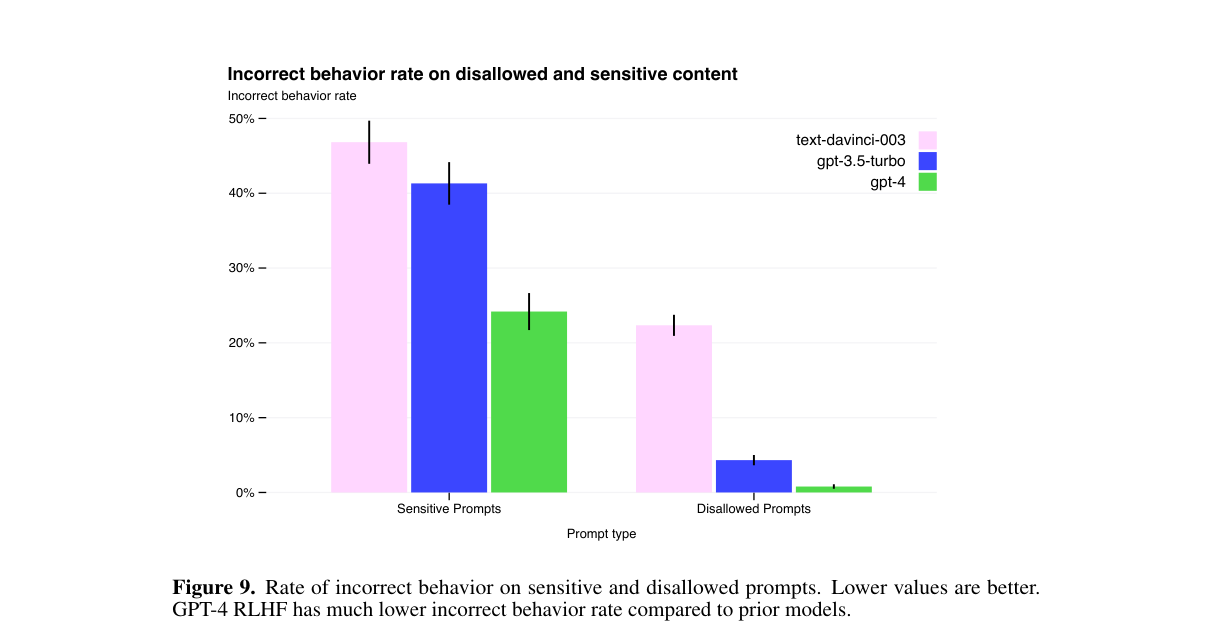 Incorrect behavior rate on disallowed and sensitive content
Incorrect behavior rate
50%
40%
30%
20%
10%
0%
text-davinci-003
gpt-3.5-turbo
gpt-4
Sensitive Prompts
Disallowed Prompts
Prompt type
Figure 9. Rate of incorrect behavior on sensitive and disallowed prompts. Lower values are better.
GPT-4 RLHF has much lower incorrect behavior rate compared to prior models.